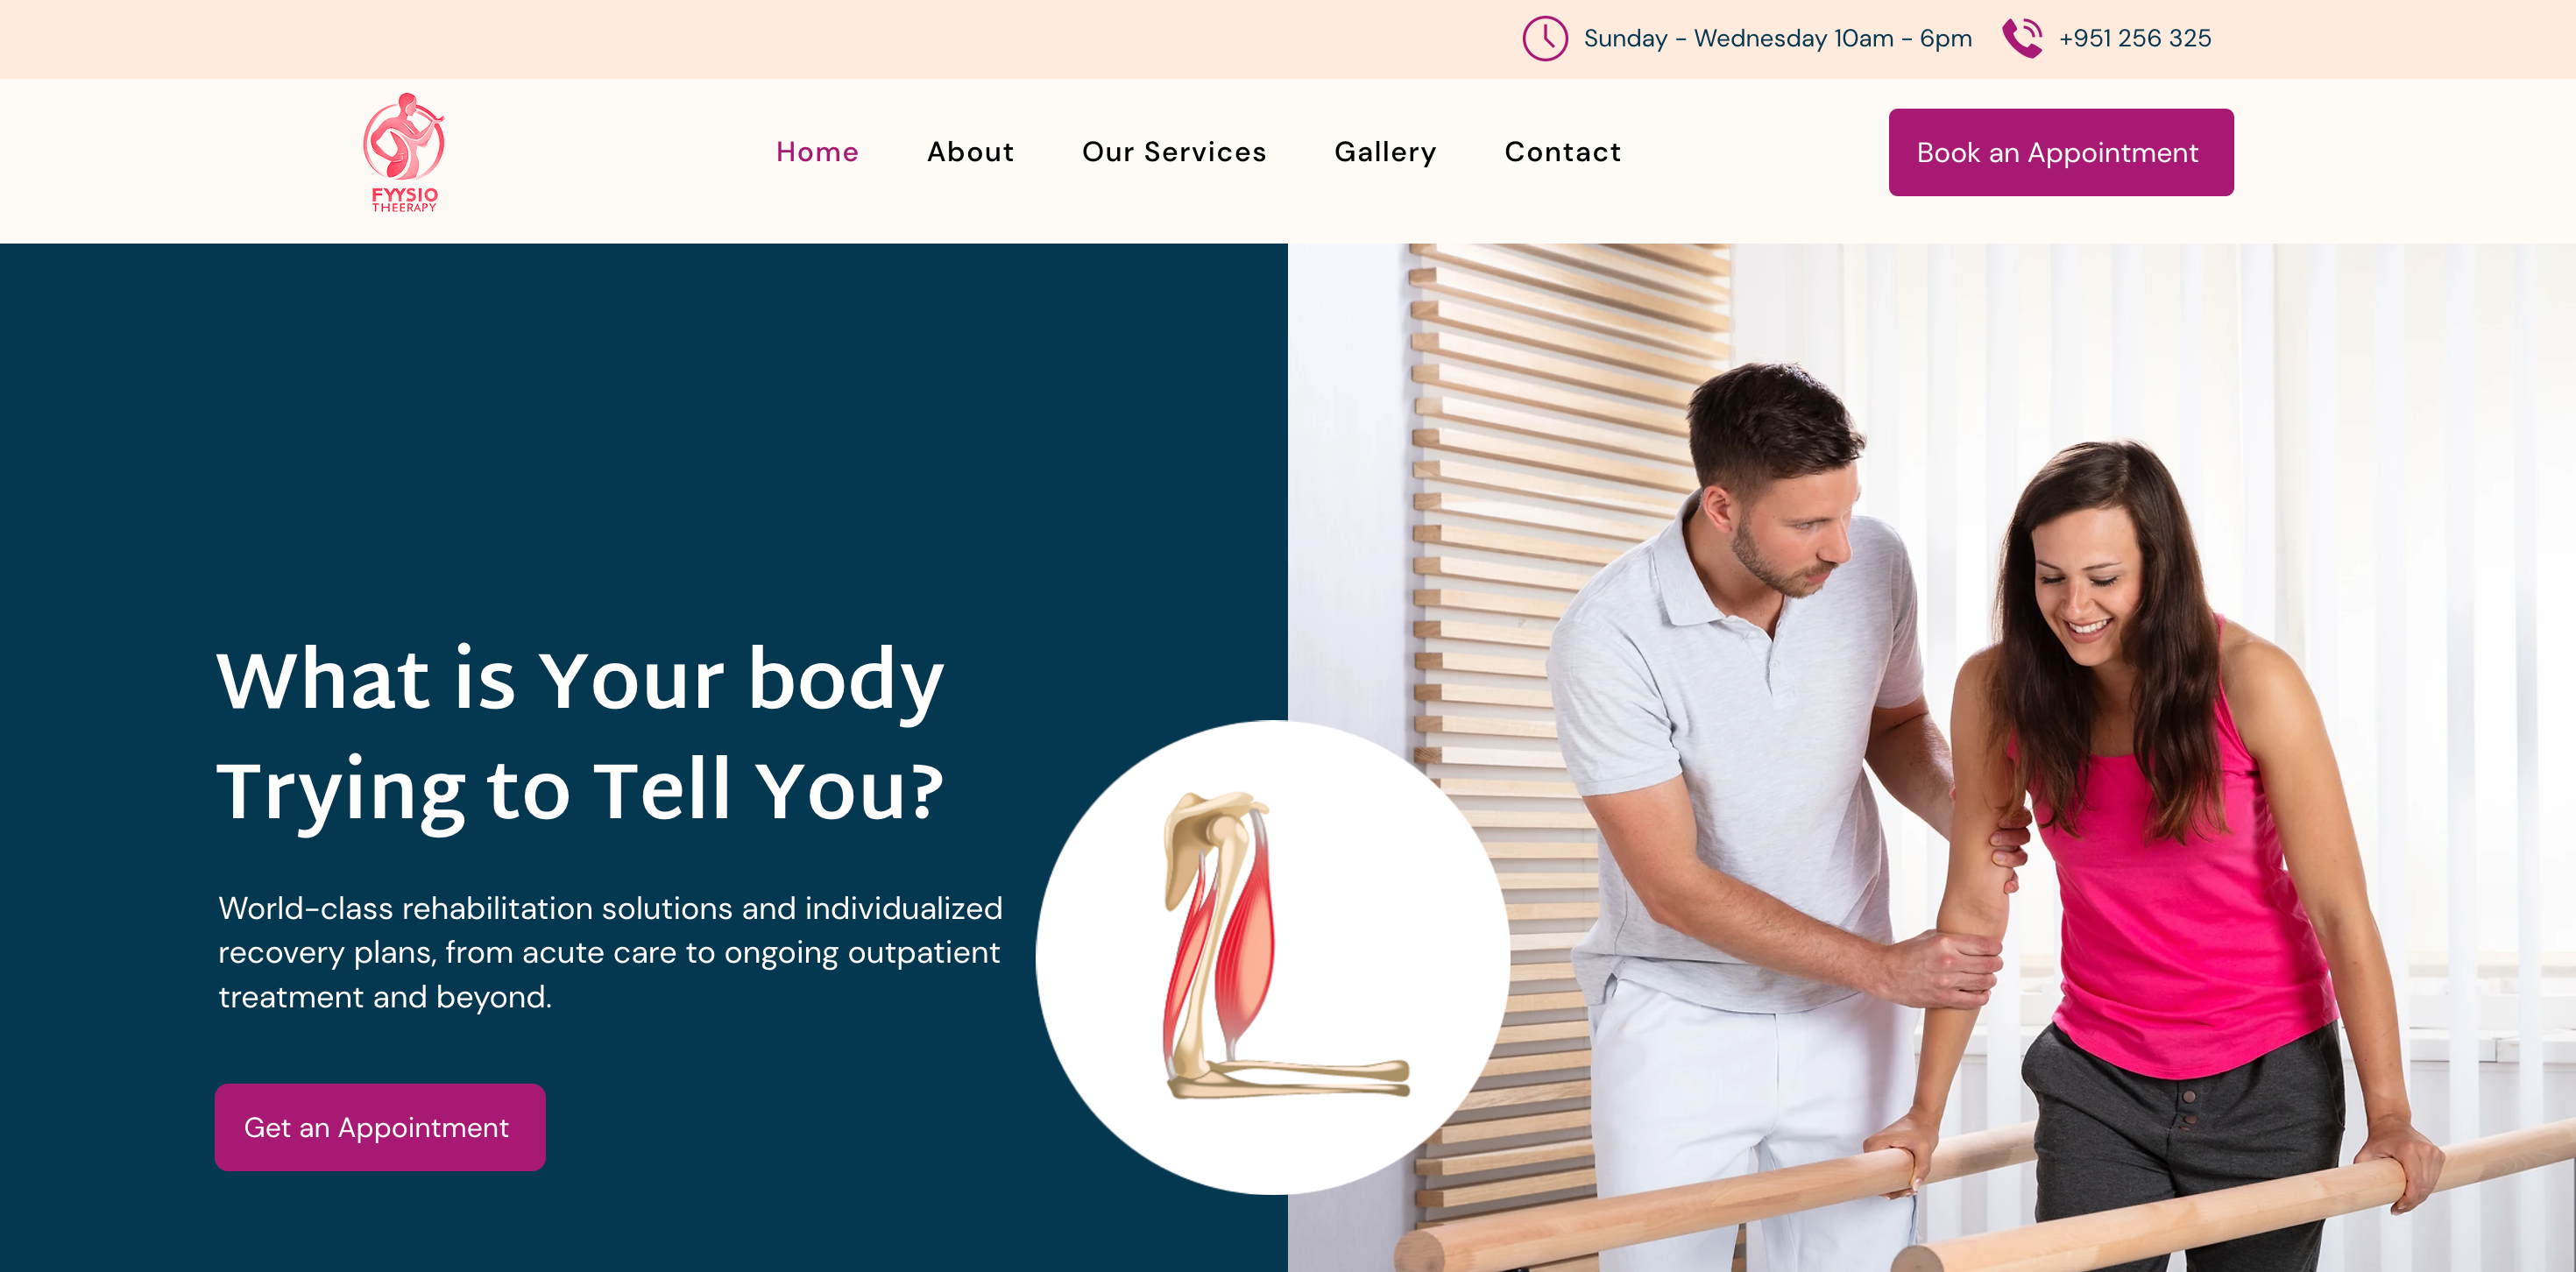 Sunday - Wednesday 10am - 6pm
+951 256 325
FYYSIO
THEERAPY
Home
About
Our Services
Gallery
Contact
Book an Appointment
What is Your body
Trying to Tell You?
World-class rehabilitation solutions and individualized
recovery plans, from acute care to ongoing outpatient
treatment and beyond.
Get an Appointment